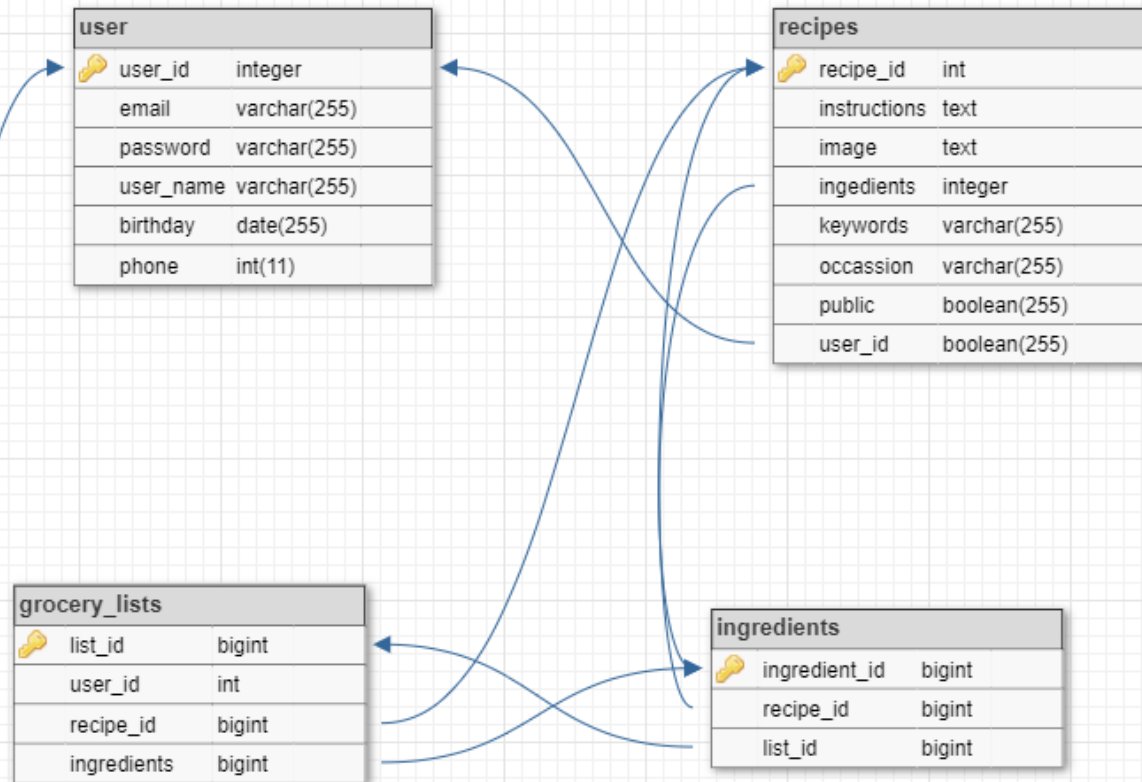 user
user_id integer
email varchar(255)
password varchar(255)
user_name varchar(255)
birthday date(255)
phone int(11)
recipes
recipe_id int
instructions text
image text
ingedients integer
keywords varchar(255)
occassion varchar(255)
public boolean(255)
user_id boolean(255)
grocery_lists
list_id bigint
user_id int
recipe_id bigint
ingredients bigint
ingredients
ingredient_id bigint
recipe_id bigint
list_id bigint